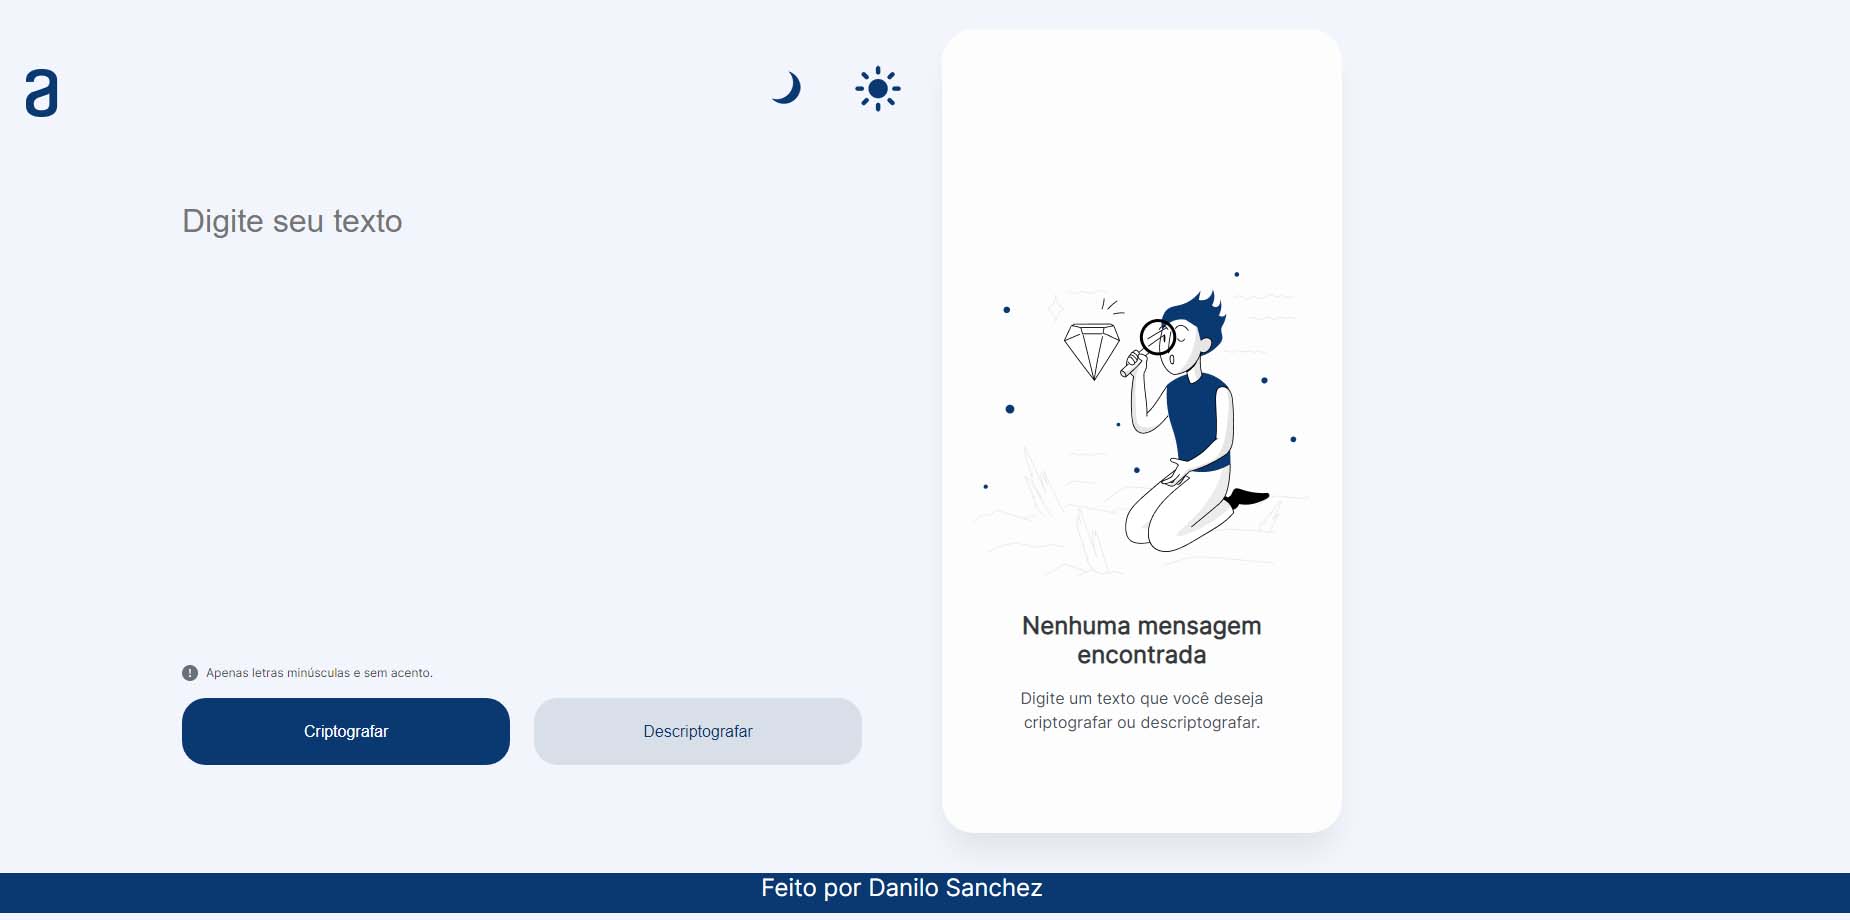 a
Digite seu texto
Apenas letras minúsculas e sem acento.
Criptografar
Descriptografar
Nenhuma mensagem
encontrada
Digite um texto que você deseja
criptografar ou descriptografar.
Feito por Danilo Sanchez